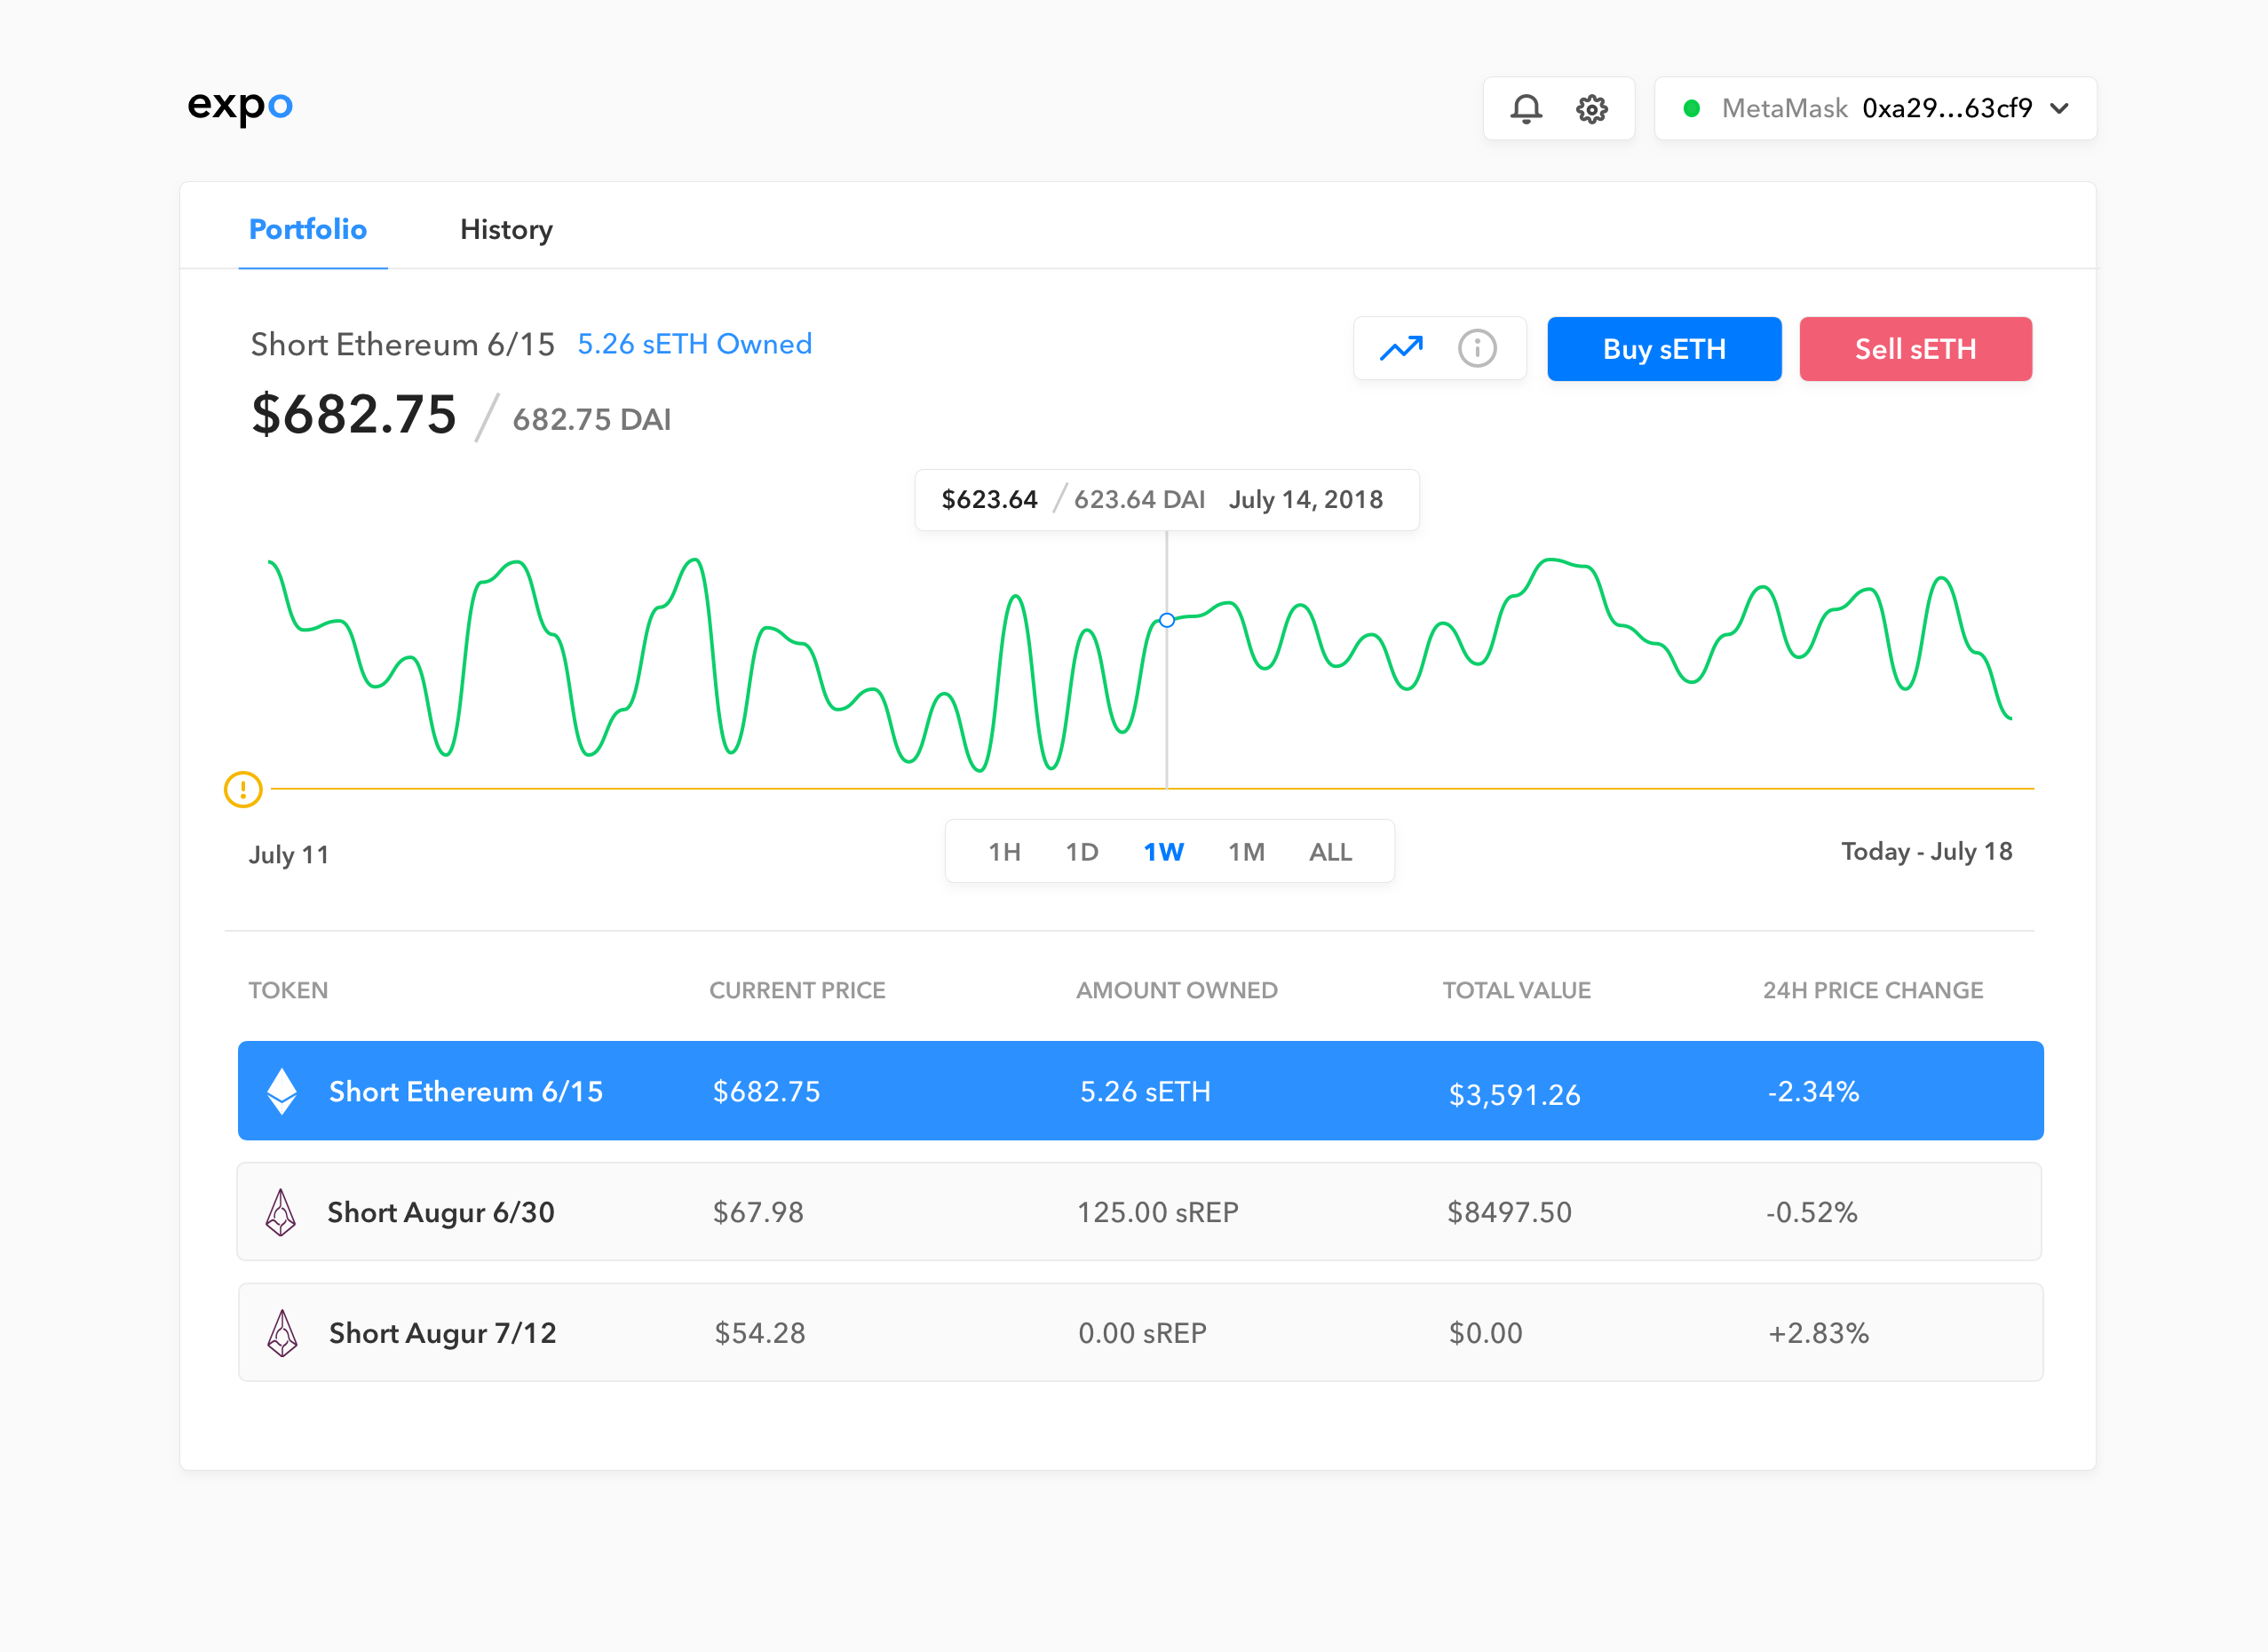 expo
MetaMask 0xa29...63cf9
Portfolio History
Short Ethereum 6/15 5.26 sETH Owned
Buy sETH Sell sETH
$682.75 / 682.75 DAI
$623.64 / 623.64 DAI July 14, 2018
July 11
1H 1D 1W 1M ALL
Today - July 18
TOKEN CURRENT PRICE AMOUNT OWNED TOTAL VALUE 24H PRICE CHANGE
Short Ethereum 6/15 $682.75 5.26 sETH $3,591.26 -2.34%
Short Augur 6/30 $67.98 125.00 sREP $8497.50 -0.52%
Short Augur 7/12 $54.28 0.00 sREP $0.00 +2.83%